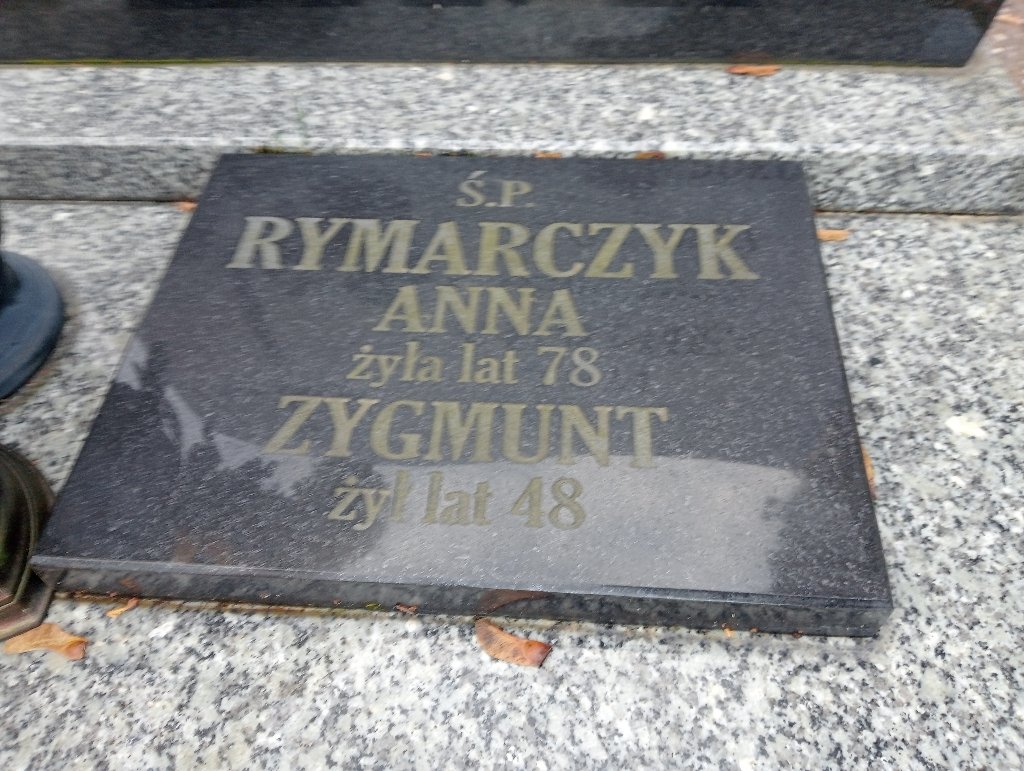 Ś.P.
RYMARCZYK
ANNA
żyła lat 78
ZYGMUNT
żył lat 48